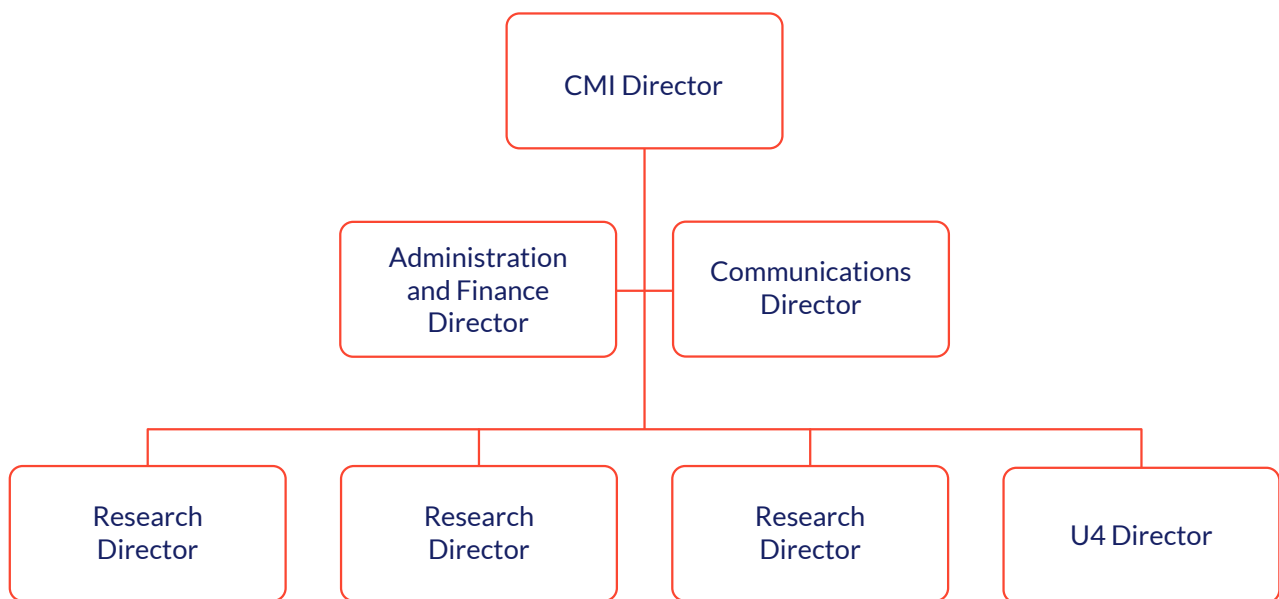 CMI Director
Administration
and Finance
Director
Communications
Director
Research
Director
Research
Director
Research
Director
U4 Director